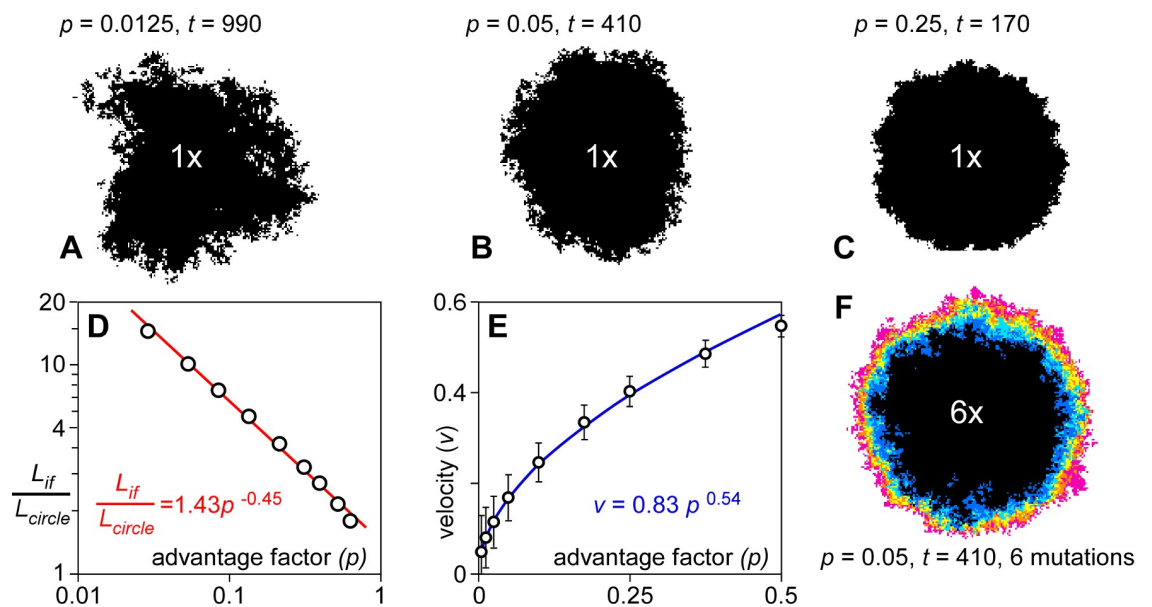 p = 0.0125, t = 990
p = 0.05, t = 410
p = 0.25, t = 170
1x
1x
1x
A
B
C
20
10
4
1
D
L_if
L_circle
L_if / L_circle =1.43p^-0.45
advantage factor (p)
0.01
0.1
1
0.6
0.4
0
E
velocity (v)
v = 0.83 p^0.54
advantage factor (p)
0
0.25
0.5
F
6x
p = 0.05, t = 410, 6 mutations